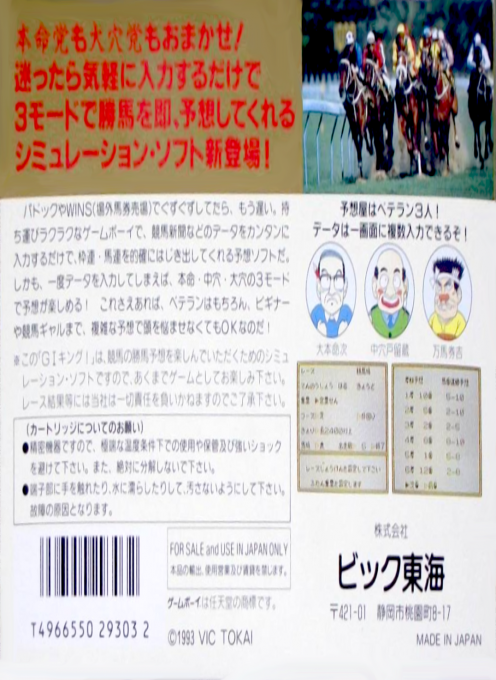 本命党も大穴党もおまかせ!
迷ったら気軽に入力するだけで
3モードで勝馬を即、予想してくれる
シミュレーション・ソフト新登場!
パドックやWINS(場外馬券売場)でぐずぐずしてたら、もう遅い。持
ち運びラクラクなゲームボーイで、競馬新聞などのデータをカンタンに
入力するだけで、枠連・馬連を的確にはじき出してくれる予想ソフトだ。
しかも、一度データを入力してしまえば、本命・中穴・大穴の3モード
で予想が楽しめる! これさえあれば、ベテランはもちろん、ビギナー
や競馬ギャルまで、複雑な予想で頭を悩ませなくてもOKなのだ!
※この「GIキング!」は、競馬の勝馬予想を楽しんでいただくためのシミュ
レーション・ソフトですので、あくまでゲームとしてお楽しみ下さい。
レース結果等には当社は一切責任を負いかねますのでご了承下さい。
予想屋はベテラン3人!
データは一画面に複数入力できるぞ!
大本命次
中穴戸留蔵
万馬券吉
(カートリッジについてのお願い)
●精密機器ですので、極端な温度条件下での使用や保管及び強いショック
を避けて下さい。また、絶対に分解しないで下さい。
●端子部に手を触れたり、水に濡らしたりして、汚さないようにして下さい。
故障の原因となります。
FOR SALE and USE IN JAPAN ONLY
本品の輸出、使用営業及び賃貸を禁じます。
ゲームボーイは任天堂の商標です。
T4966550 29303 2
©1993 VIC TOKAI
株式会社
ビック東海
〒421-01 静岡市桃園町8-17
MADE IN JAPAN